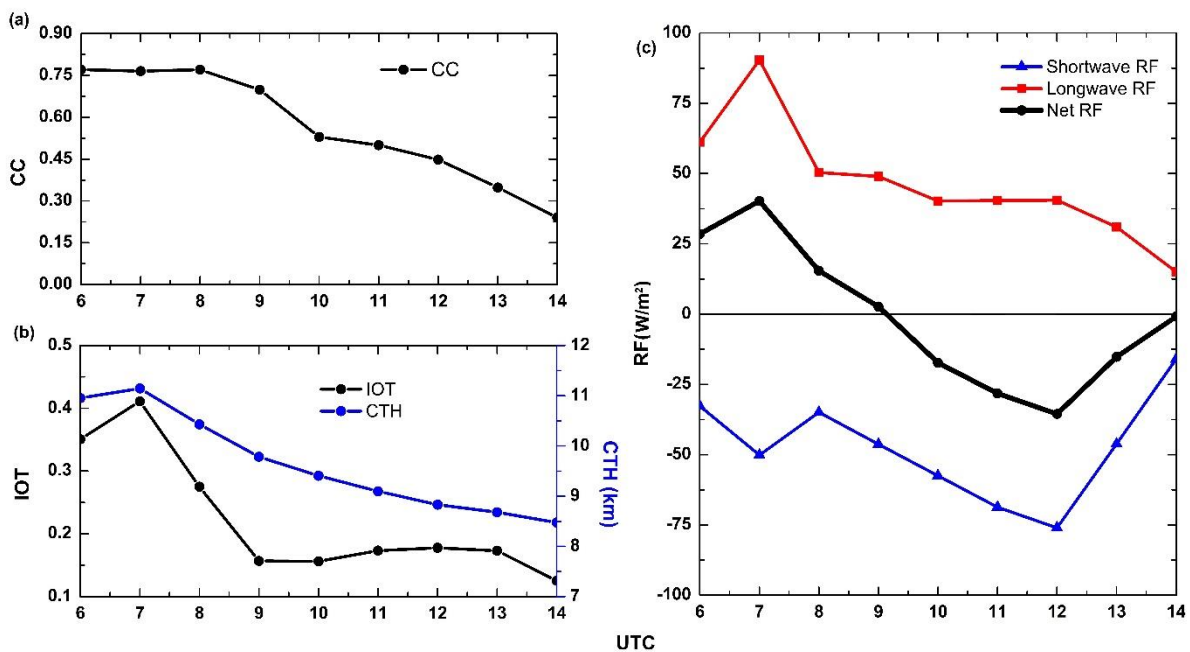 (a)
0.90
0.75
0.60
0.45
0.30
0.15
0.00
CC
CC
6 7 8 9 10 11 12 13 14
(b)
0.5
0.4
0.3
0.2
0.1
IOT
IOT
CTH
12
11
10
9
8
7
CTH (km)
6 7 8 9 10 11 12 13 14
(c)
100
75
50
25
0
-25
-50
-75
-100
RF(W/m²)
Shortwave RF
Longwave RF
Net RF
6 7 8 9 10 11 12 13 14
UTC